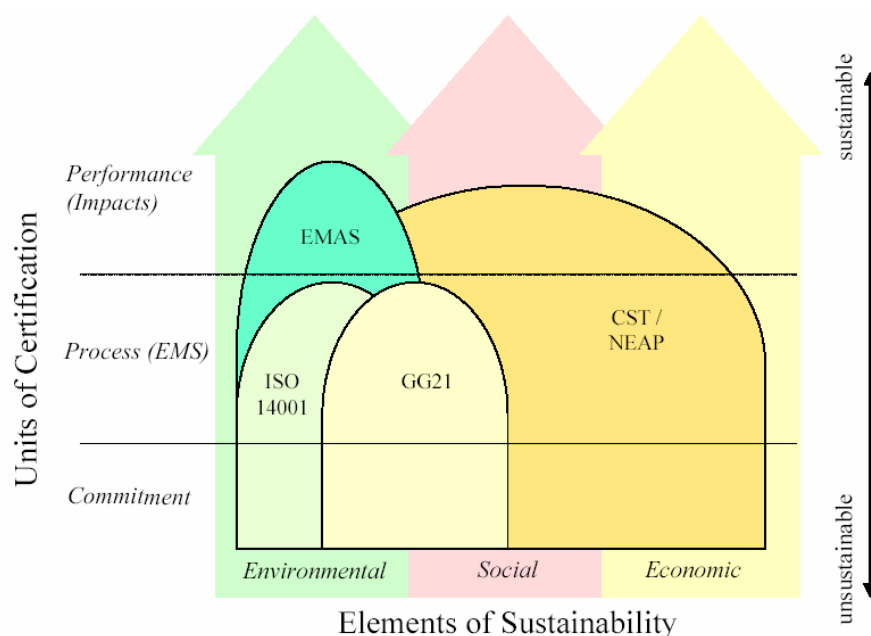 sustainable
Performance
(Impacts)
EMAS
Units of Certification
CST /
NEAP
Process (EMS)
ISO
14001
GG21
Commitment
Environmental
Social
Economic
unsustainable
Elements of Sustainability